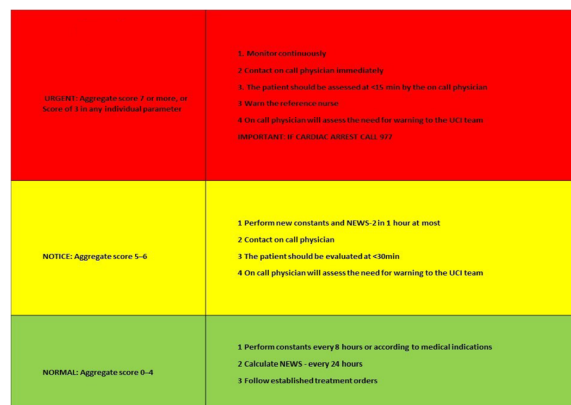 URGENT: Aggregate score 7 or more, or
Score of 3 in any individual parameter
1. Monitor continuously
2 Contact on call physician immediately
3. The patient should be assessed at <15 min by the on call physician
3 Warn the reference nurse
4 On call physician will assess the need for warning to the UCI team
IMPORTANT: IF CARDIAC ARREST CALL 977
NOTICE: Aggregate score 5–6
1 Perform new constants and NEWS-2 in 1 hour at most
2 Contact on call physician
3 The patient should be evaluated at <30min
4 On call physician will assess the need for warning to the UCI team
NORMAL: Aggregate score 0–4
1 Perform constants every 8 hours or according to medical indications
2 Calculate NEWS - every 24 hours
3 Follow established treatment orders